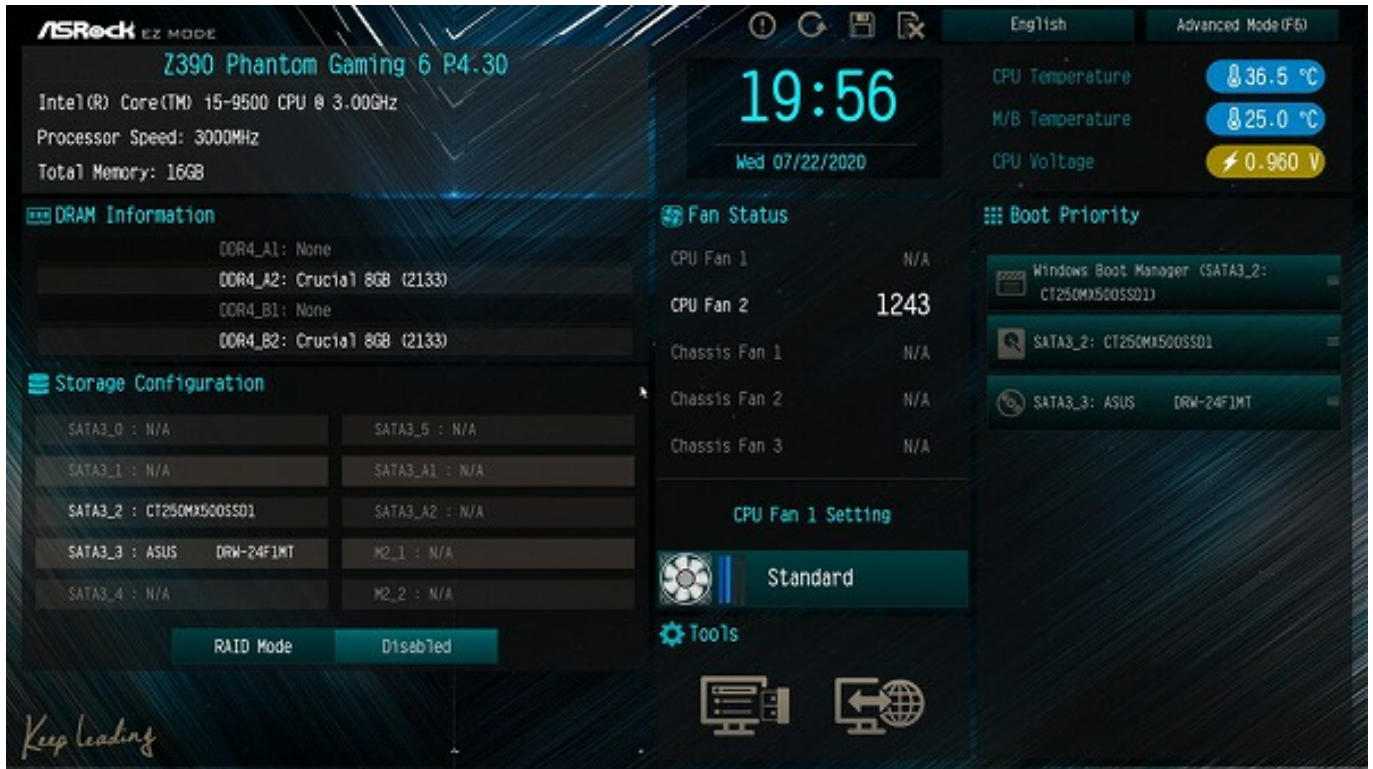 ASRock EZ MODE
English
Advanced Mode(F6)
Z390 Phantom Gaming 6 P4.30
Intel(R) Core(TM) i5-9500 CPU @ 3.00GHz
Processor Speed: 3000MHz
Total Memory: 16GB
19:56
Wed 07/22/2020
CPU Temperature
36.5 °C
M/B Temperature
25.0 °C
CPU Voltage
0.960 V
DRAM Information
DDR4_A1: None
DDR4_A2: Crucial 8GB (2133)
DDR4_B1: None
DDR4_B2: Crucial 8GB (2133)
Storage Configuration
SATA3_0 : N/A
SATA3_5 : N/A
SATA3_1 : N/A
SATA3_A1 : N/A
SATA3_2 : CT250MX500SSD1
SATA3_A2 : N/A
SATA3_3 : ASUS DRW-24F1MT
M2_1 : N/A
SATA3_4 : N/A
M2_2 : N/A
RAID Mode
Disabled
Fan Status
CPU Fan 1 N/A
CPU Fan 2 1243
Chassis Fan 1 N/A
Chassis Fan 2 N/A
Chassis Fan 3 N/A
CPU Fan 1 Setting
Standard
Tools
Boot Priority
Windows Boot Manager (SATA3_2:
CT250MX500SSD1)
SATA3_2: CT250MX500SSD1
SATA3_3: ASUS DRW-24F1MT
Keep Leading